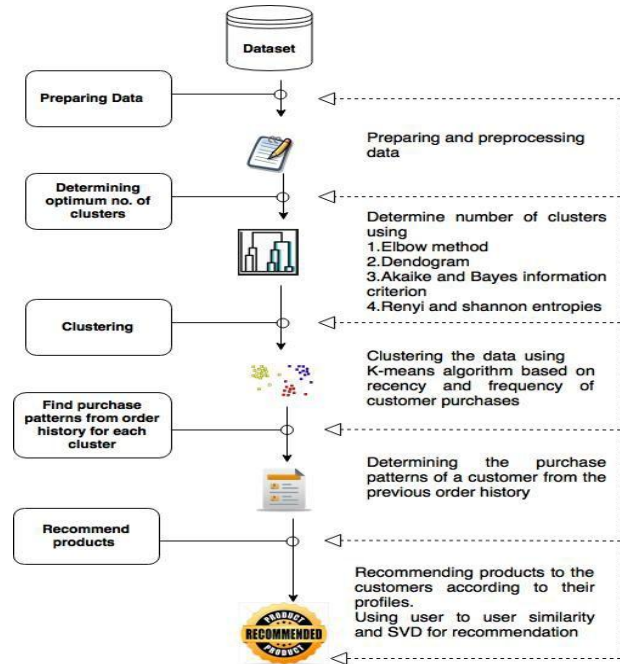 Dataset
Preparing Data
Preparing and preprocessing
data
Determining
optimum no. of
clusters
Determine number of clusters
using
1.Elbow method
2.Dendogram
3.Akaike and Bayes information
criterion
4.Renyi and shannon entropies
Clustering
Clustering the data using
K-means algorithm based on
recency and frequency of
customer purchases
Find purchase
patterns from order
history for each
cluster
Determining the purchase
patterns of a customer from the
previous order history
Recommend
products
Recommending products to the
customers according to their
profiles.
Using user to user similarity
and SVD for recommendation
PRODUCT
RECOMMENDED
PRODUCT